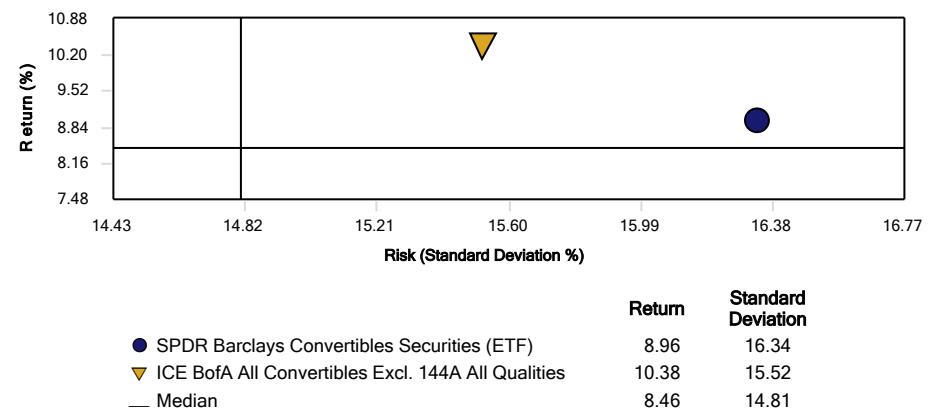 10.88
10.20
9.52
8.84
8.16
7.48
Return (%)
14.43 14.82 15.21 15.60 15.99 16.38 16.77
Risk (Standard Deviation %)
Return Standard
Deviation
SPDR Barclays Convertibles Securities (ETF) 8.96 16.34
ICE BofA All Convertibles Excl. 144A All Qualities 10.38 15.52
Median 8.46 14.81